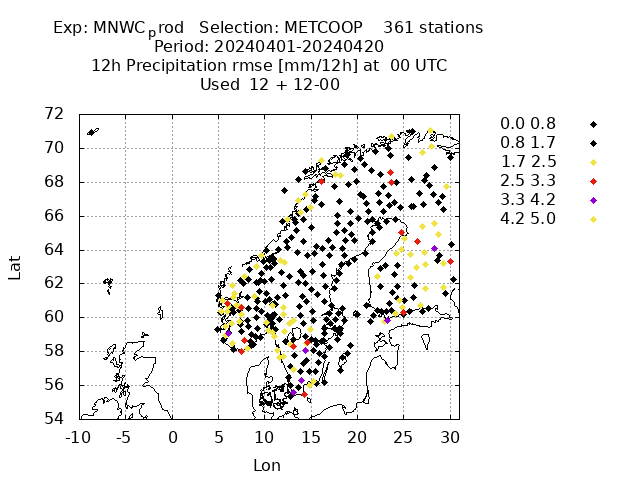 Exp: MNWCprod   Selection: METCOOP    361 stations
Period: 20240401-20240420
12h Precipitation rmse [mm/12h] at  00 UTC
Used  12 + 12-00
0.0 0.8
0.8 1.7
1.7 2.5
2.5 3.3
3.3 4.2
4.2 5.0
72
70
68
66
64
62
60
58
56
54
Lat
-10 -5 0 5 10 15 20 25 30
Lon